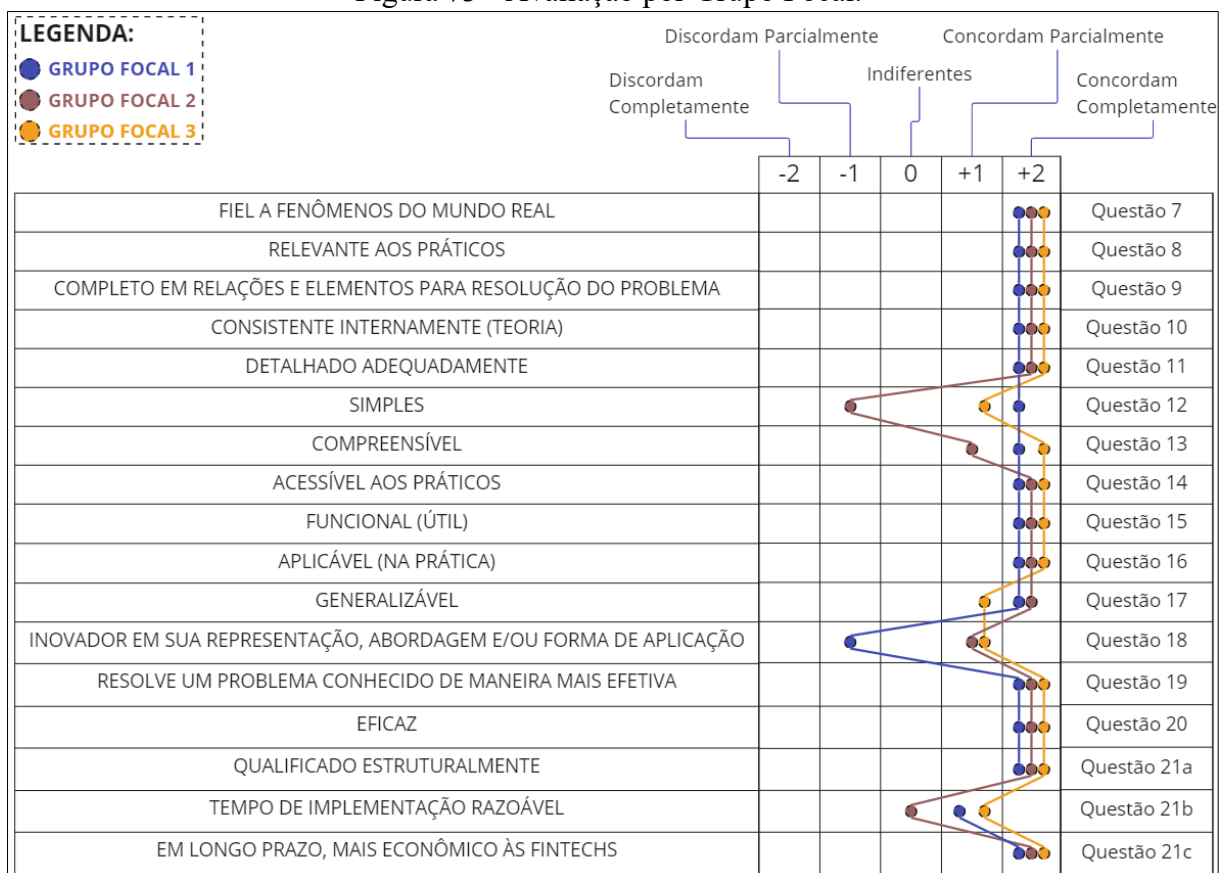 Figura 75 - Avaliação por Grupo Focal.
LEGENDA:
GRUPO FOCAL 1
GRUPO FOCAL 2
GRUPO FOCAL 3
Discordam Parcialmente
Concordam Parcialmente
Discordam
Completamente
Indiferentes
Concordam
Completamente
-2 -1 0 +1 +2
FIEL A FENÔMENOS DO MUNDO REAL Questão 7
RELEVANTE AOS PRÁTICOS Questão 8
COMPLETO EM RELAÇÕES E ELEMENTOS PARA RESOLUÇÃO DO PROBLEMA Questão 9
CONSISTENTE INTERNAMENTE (TEORIA) Questão 10
DETALHADO ADEQUADAMENTE Questão 11
SIMPLES Questão 12
COMPREENSÍVEL Questão 13
ACESSÍVEL AOS PRÁTICOS Questão 14
FUNCIONAL (ÚTIL) Questão 15
APLICÁVEL (NA PRÁTICA) Questão 16
GENERALIZÁVEL Questão 17
INOVADOR EM SUA REPRESENTAÇÃO, ABORDAGEM E/OU FORMA DE APLICAÇÃO Questão 18
RESOLVE UM PROBLEMA CONHECIDO DE MANEIRA MAIS EFETIVA Questão 19
EFICAZ Questão 20
QUALIFICADO ESTRUTURALMENTE Questão 21a
TEMPO DE IMPLEMENTAÇÃO RAZOÁVEL Questão 21b
EM LONGO PRAZO, MAIS ECONÔMICO ÀS FINTECHS Questão 21c